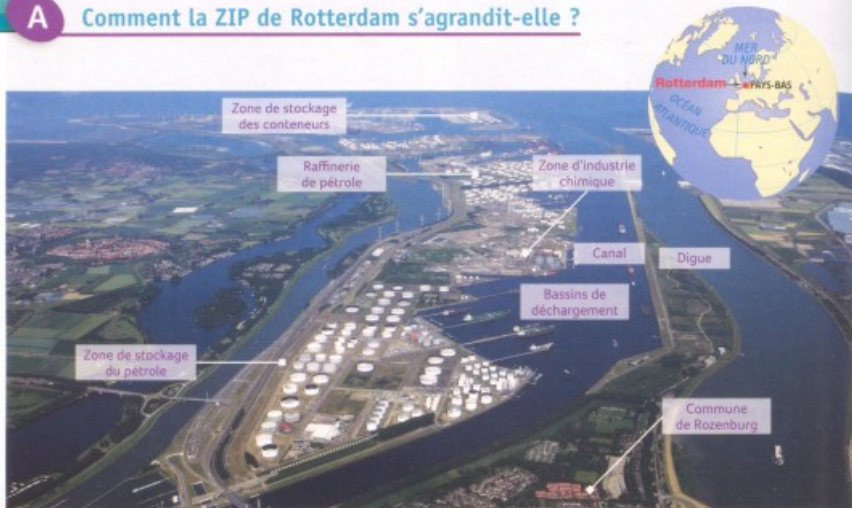 A Comment la ZIP de Rotterdam s'agrandit-elle ?
MER
DU NORD
Rotterdam
PAYS-BAS
OCÉAN
ATLANTIQUE
Zone de stockage
des conteneurs
Raffinerie
de pétrole
Zone d'industrie
chimique
Canal
Digue
Bassins de
déchargement
Zone de stockage
du pétrole
Commune
de Rozenburg